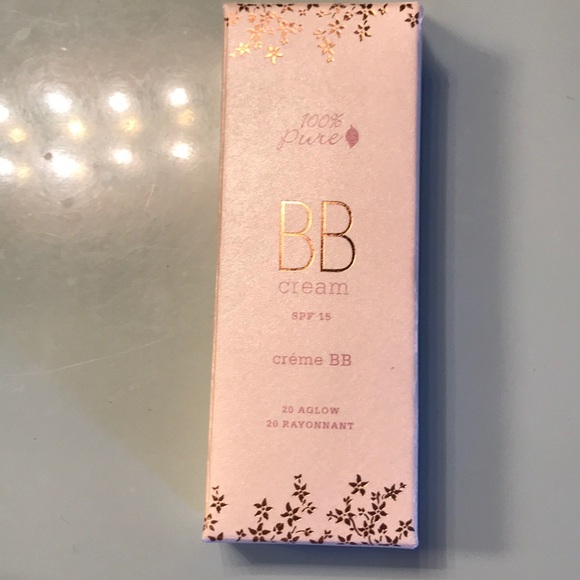 100%
Pure
BB
cream
SPF 15
créme BB
20 AGLOW
20 RAYONNANT